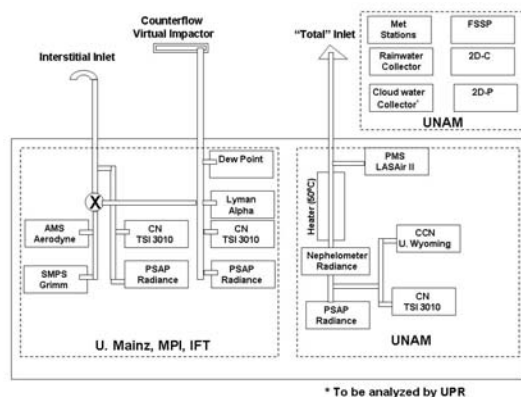 Counterflow
Virtual Impactor
Interstitial Inlet
"Total" Inlet
Met
Stations
FSSP
Rainwater
Collector
2D-C
Cloud water
Collector*
2D-P
UNAM
Dew Point
Lyman
Alpha
AMS
Aerodyne
CN
TSI 3010
CN
TSI 3010
SMPS
Grimm
PSAP
Radiance
PSAP
Radiance
X
U. Mainz, MPI, IFT
PMS
LASAir II
Heater (50ºC)
CCN
U. Wyoming
Nephelometer
Radiance
PSAP
Radiance
CN
TSI 3010
UNAM
* To be analyzed by UPR